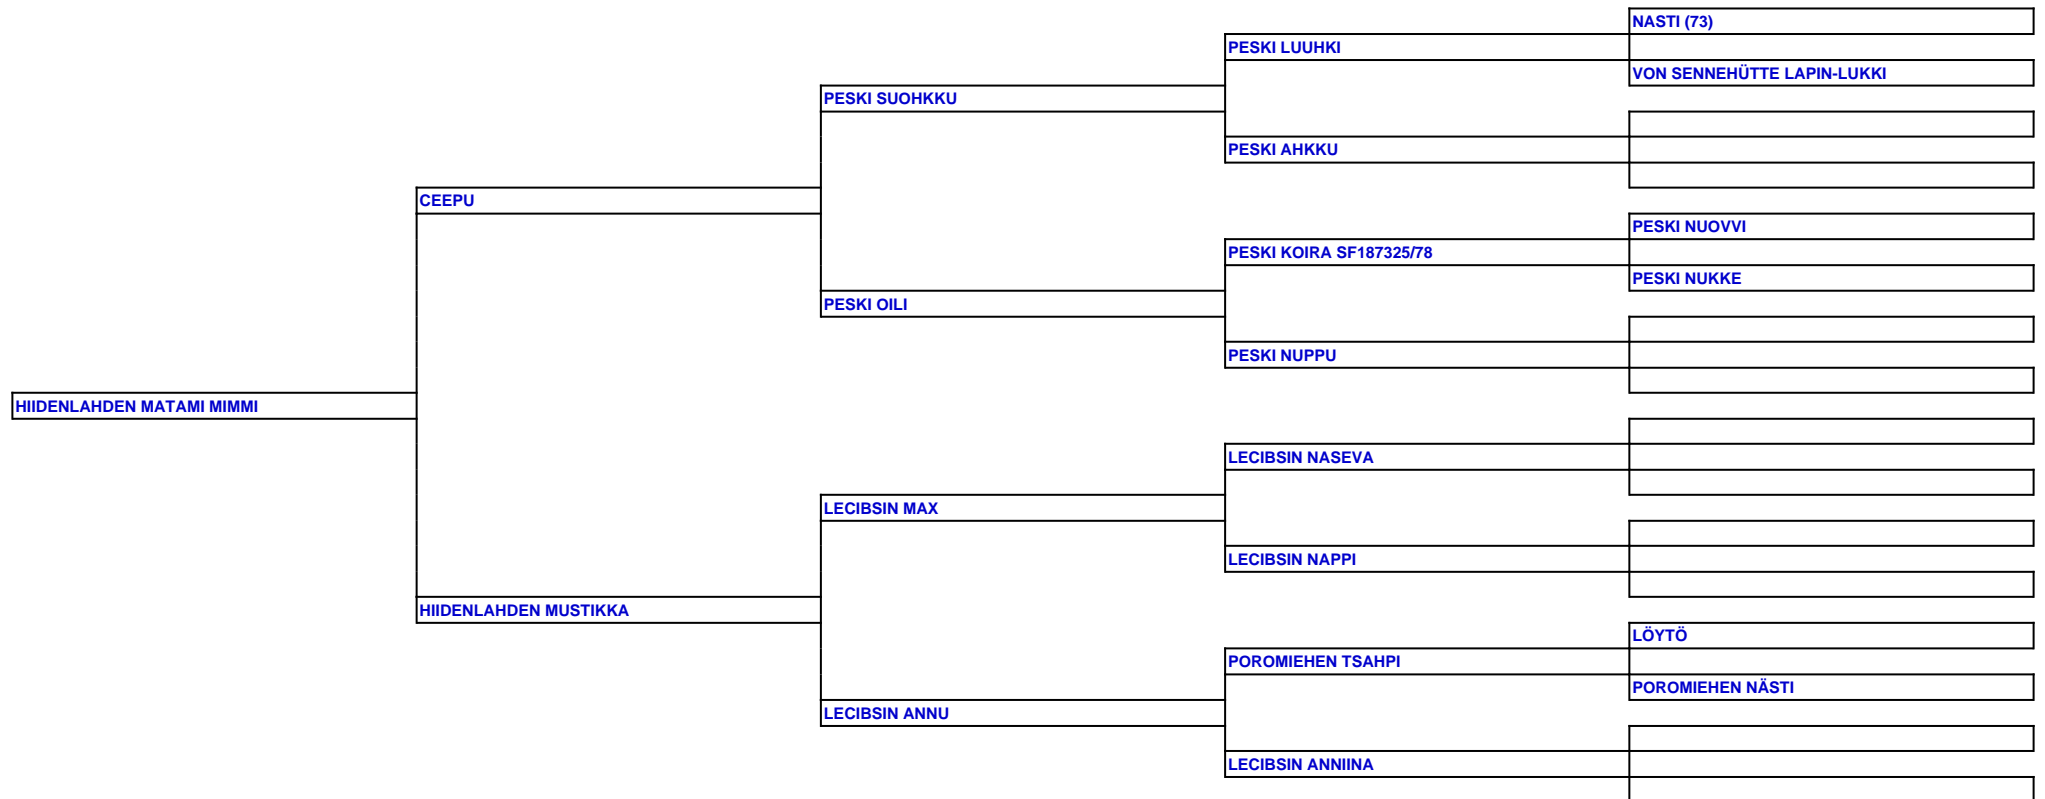 NASTI (73)
PESKI LUUHKI
VON SENNEHÜTTE LAPIN-LUKKI
PESKI SUOHKKU
PESKI AHKKU
CEEPU
PESKI NUOVVI
PESKI KOIRA SF187325/78
PESKI NUKKE
PESKI OILI
PESKI NUPPU
HIIDENLAHDEN MATAMI MIMMI
LECIBSIN NASEVA
LECIBSIN MAX
LECIBSIN NAPPI
HIIDENLAHDEN MUSTIKKA
LÖYTÖ
POROMIEHEN TSAHPI
POROMIEHEN NÄSTI
LECIBSIN ANNU
LECIBSIN ANNIINA